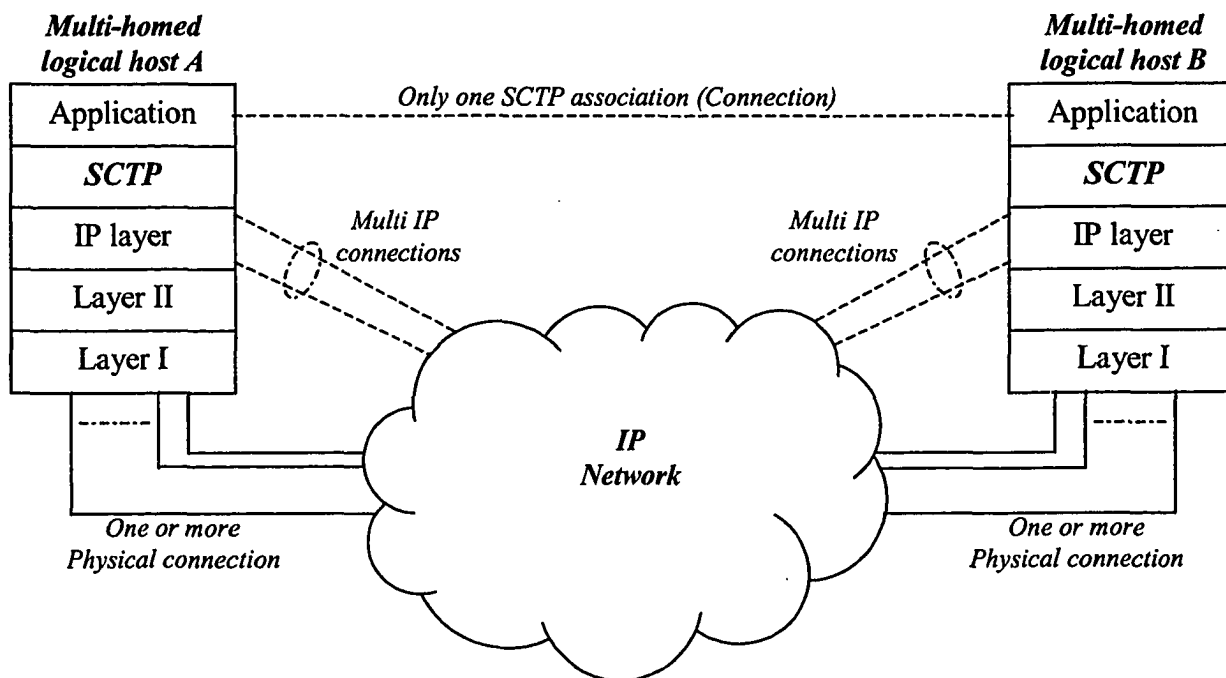 Multi-homed
logical host A
Multi-homed
logical host B
Application
SCTP
IP layer
Layer II
Layer I
Only one SCTP association (Connection)
Application
SCTP
IP layer
Layer II
Layer I
Multi IP
connections
Multi IP
connections
IP
Network
One or more
Physical connection
One or more
Physical connection